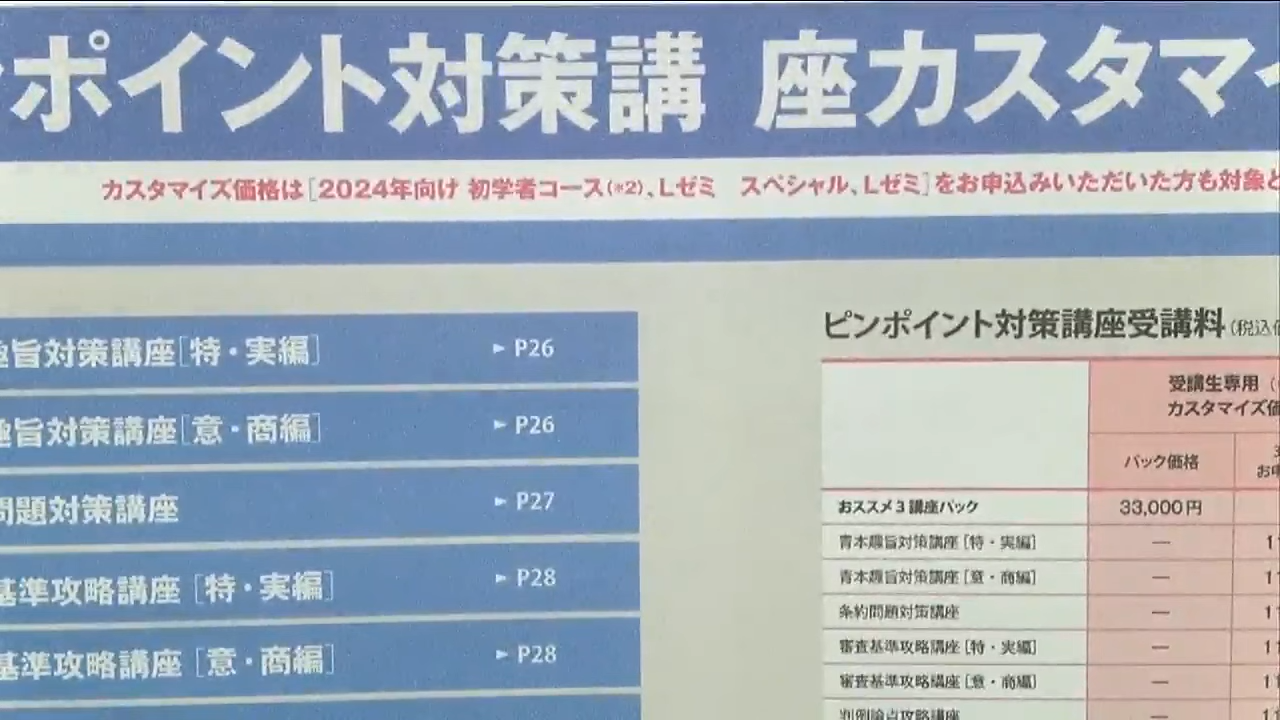 ポイント対策講 座カスタマ
カスタマイズ価格は[2024年向け 初学者コース(*2)、Lゼミ スペシャル、Lゼミ]をお申込みいただいた方も対象と
旨対策講座[特・実編] ► P26
旨対策講座[意・商編] ► P26
問題対策講座 ► P27
基準攻略講座 [特・実編] ► P28
基準攻略講座 [意・商編] ► P28
ピンポイント対策講座受講料(税込
受講生専用
カスタマイズ価
パック価格
おススメ3講座パック 33,000円
青本趣旨対策講座[特・実編] —
青本趣旨対策講座[意・商編] —
条約問題対策講座 —
審査基準攻略講座[特・実編] —
審査基準攻略講座[意・商編] —
判例論点攻略講座